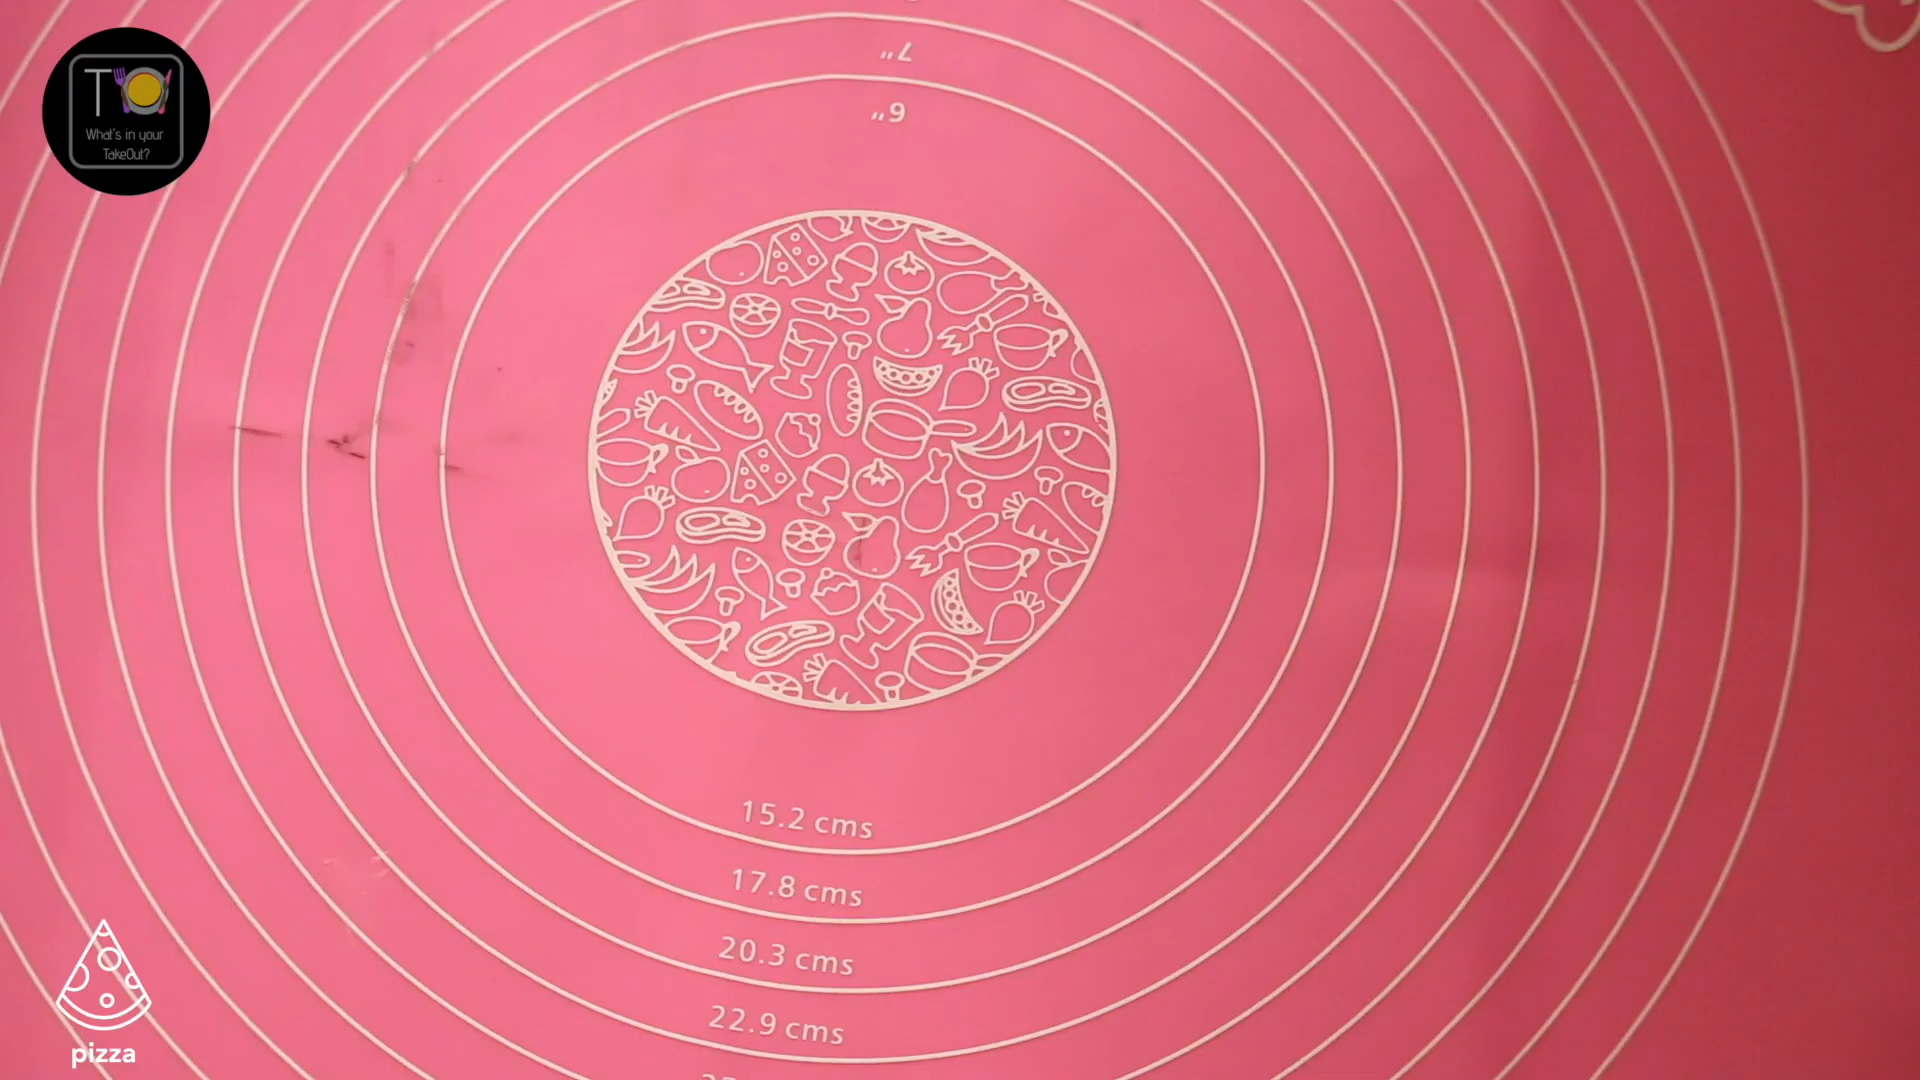 TO
What's in your
TakeOut?
7"
6"
15.2 cms
17.8 cms
20.3 cms
22.9 cms
pizza